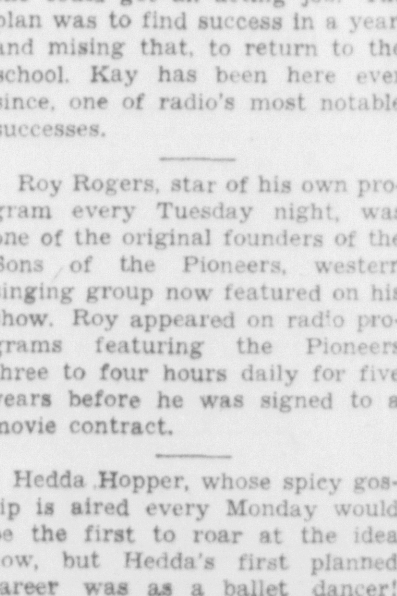 plan was to find success in a year
and mising that, to return to the
school. Kay has been here ever
since, one of radio's most notable
successes.
Roy Rogers, star of his own pro-
gram every Tuesday night, was
one of the original founders of the
Sons of the Pioneers, western
singing group now featured on his
show. Roy appeared on radio pro-
grams featuring the Pioneers
three to four hours daily for five
years before he was signed to a
movie contract.
Hedda Hopper, whose spicy gos-
sip is aired every Monday would
be the first to roar at the idea
now, but Hedda's first planned
career was as a ballet dancer!